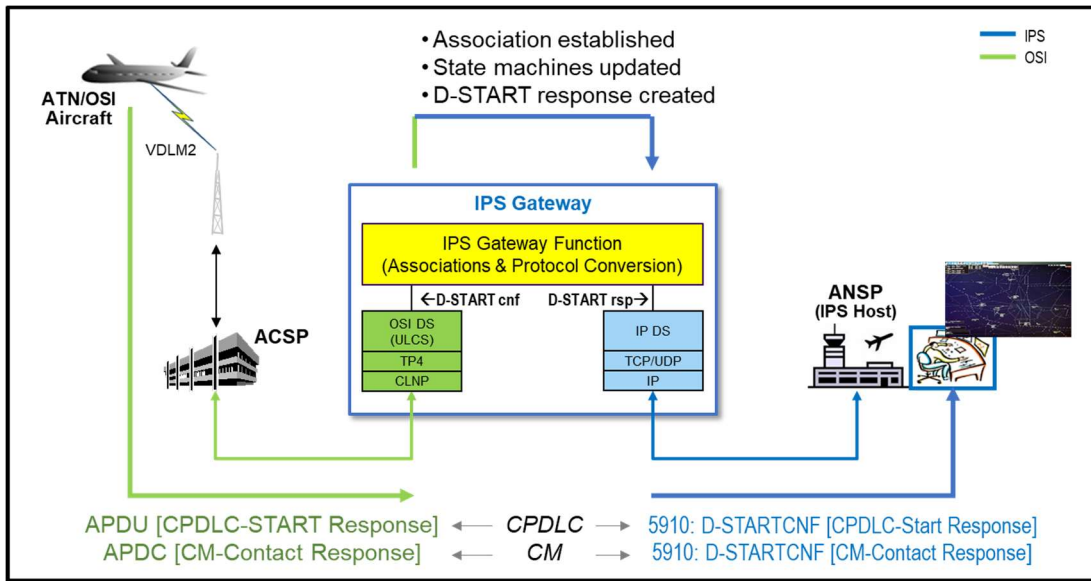 • Association established
• State machines updated
• D-START response created
IPS
OSI
ATN/OSI
Aircraft
VDLM2
IPS Gateway
IPS Gateway Function
(Associations & Protocol Conversion)
←D-START cnf
D-START rsp→
OSI DS
(ULCS)
TP4
CLNP
IP DS
TCP/UDP
IP
ACSP
ANSP
(IPS Host)
APDU [CPDLC-START Response]
CPDLC
5910: D-STARTCNF [CPDLC-Start Response]
APDC [CM-Contact Response]
CM
5910: D-STARTCNF [CM-Contact Response]